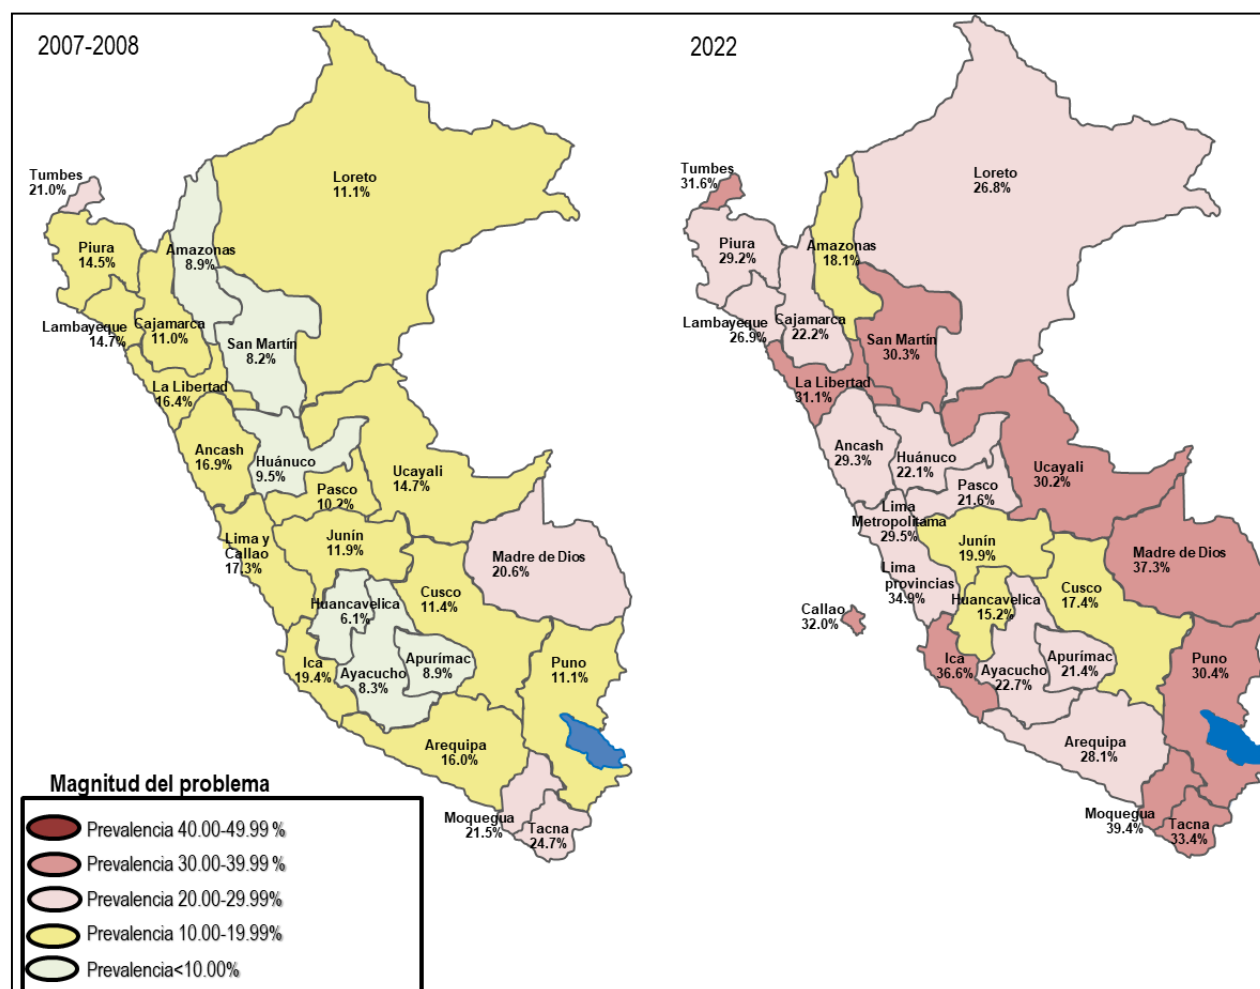 2007-2008
Tumbes
21.0%
Loreto
11.1%
Piura
14.5%
Amazonas
8.9%
Lambayeque
14.7%
Cajamarca
11.0%
San Martín
8.2%
La Libertad
16.4%
Ancash
16.9%
Huánuco
9.5%
Ucayali
14.7%
Pasco
10.2%
Lima y
Callao
17.3%
Junín
11.9%
Madre de Dios
20.6%
Cusco
11.4%
Huancavelica
6.1%
Ica
19.4%
Ayacucho
8.3%
Apurímac
8.9%
Puno
11.1%
Arequipa
16.0%
Moquegua
21.5%
Tacna
24.7%
Magnitud del problema
Prevalencia 40.00-49.99 %
Prevalencia 30.00-39.99 %
Prevalencia 20.00-29.99%
Prevalencia 10.00-19.99%
Prevalencia<10.00%
2022
Tumbes
31.6%
Loreto
26.8%
Piura
29.2%
Amazonas
18.1%
Lambayeque
26.9%
Cajamarca
22.2%
San Martín
30.3%
La Libertad
31.1%
Ancash
29.3%
Huánuco
22.1%
Ucayali
30.2%
Pasco
21.6%
Lima
Metropolitama
29.5%
Junín
19.9%
Madre de Dios
37.3%
Lima
provincias
34.9%
Cusco
17.4%
Huancavelica
15.2%
Callao
32.0%
Ica
36.6%
Ayacucho
22.7%
Apurímac
21.4%
Puno
30.4%
Arequipa
28.1%
Moquegua
39.4%
Tacna
33.4%